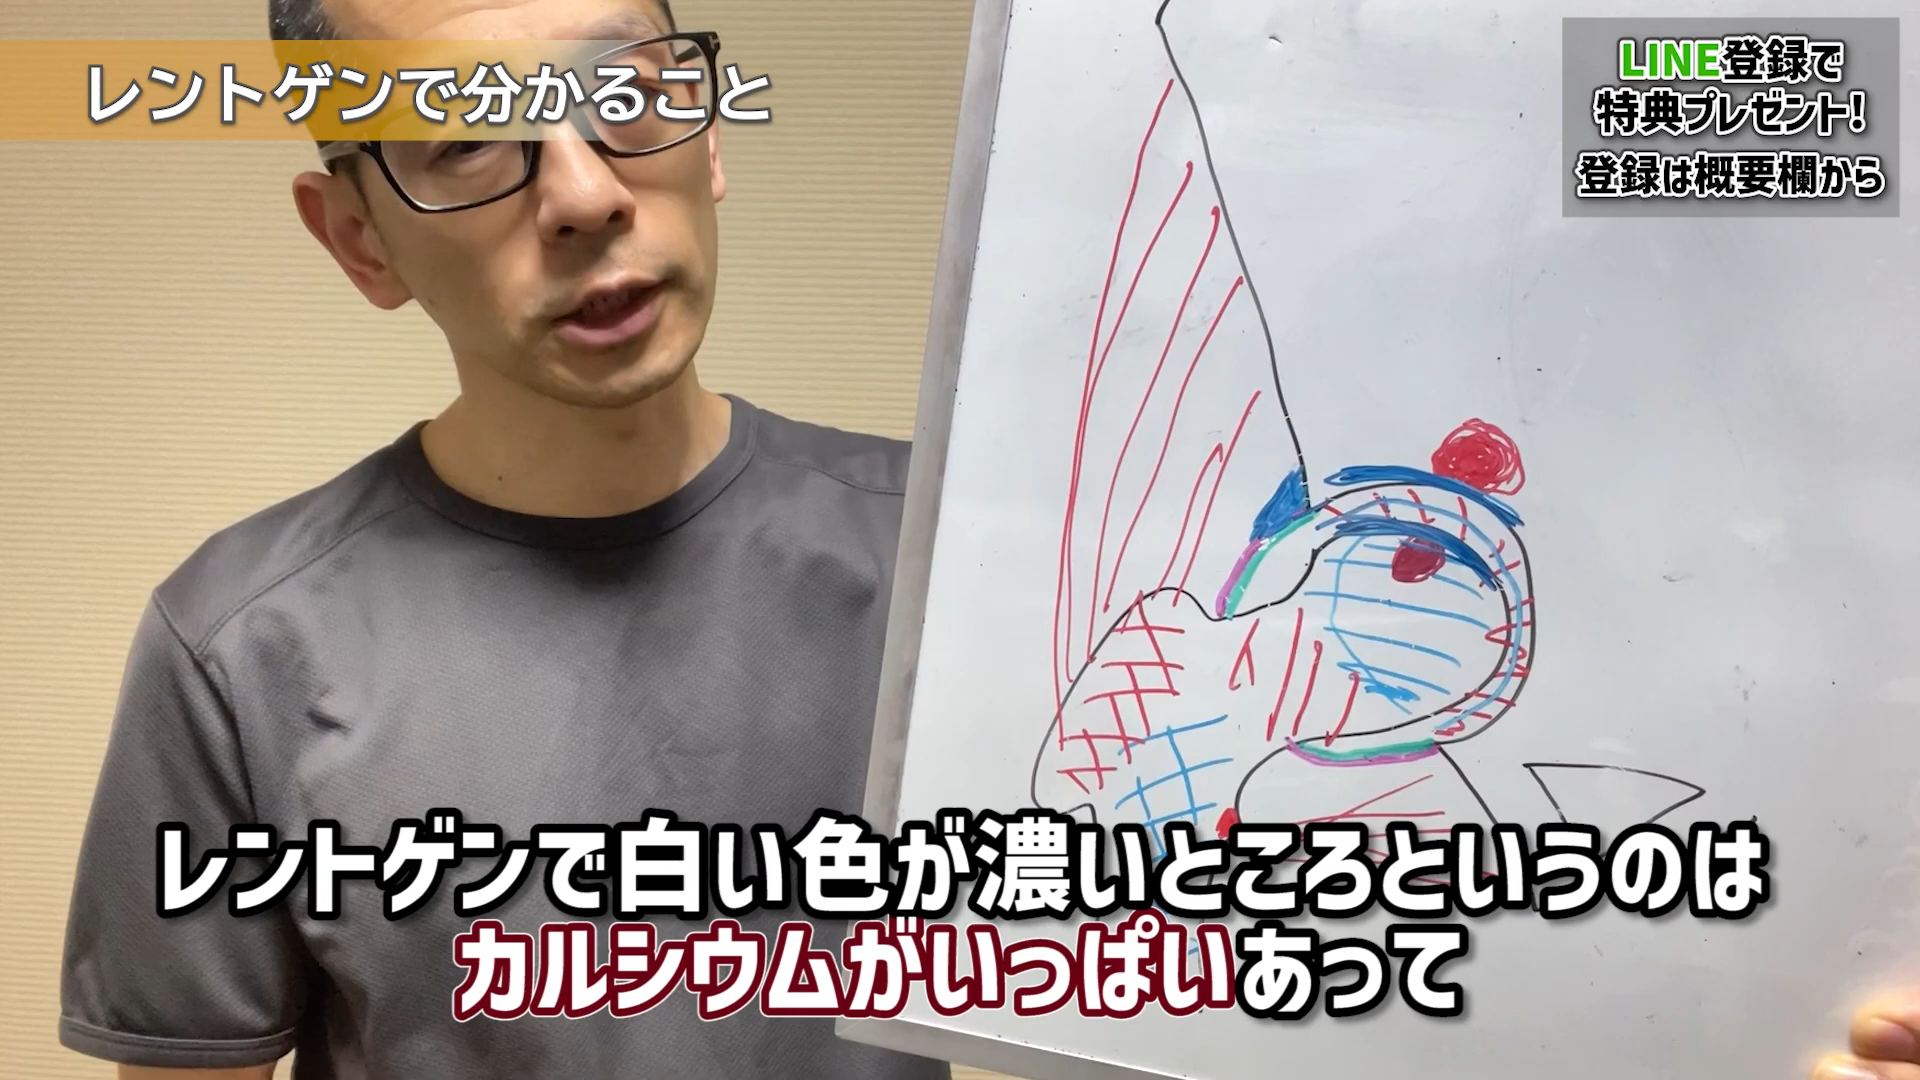 レントゲンで分かること
LINE登録で
特典プレゼント!
登録は概要欄から
レントゲンで白い色が濃いところというのは
カルシウムがいっぱいあって